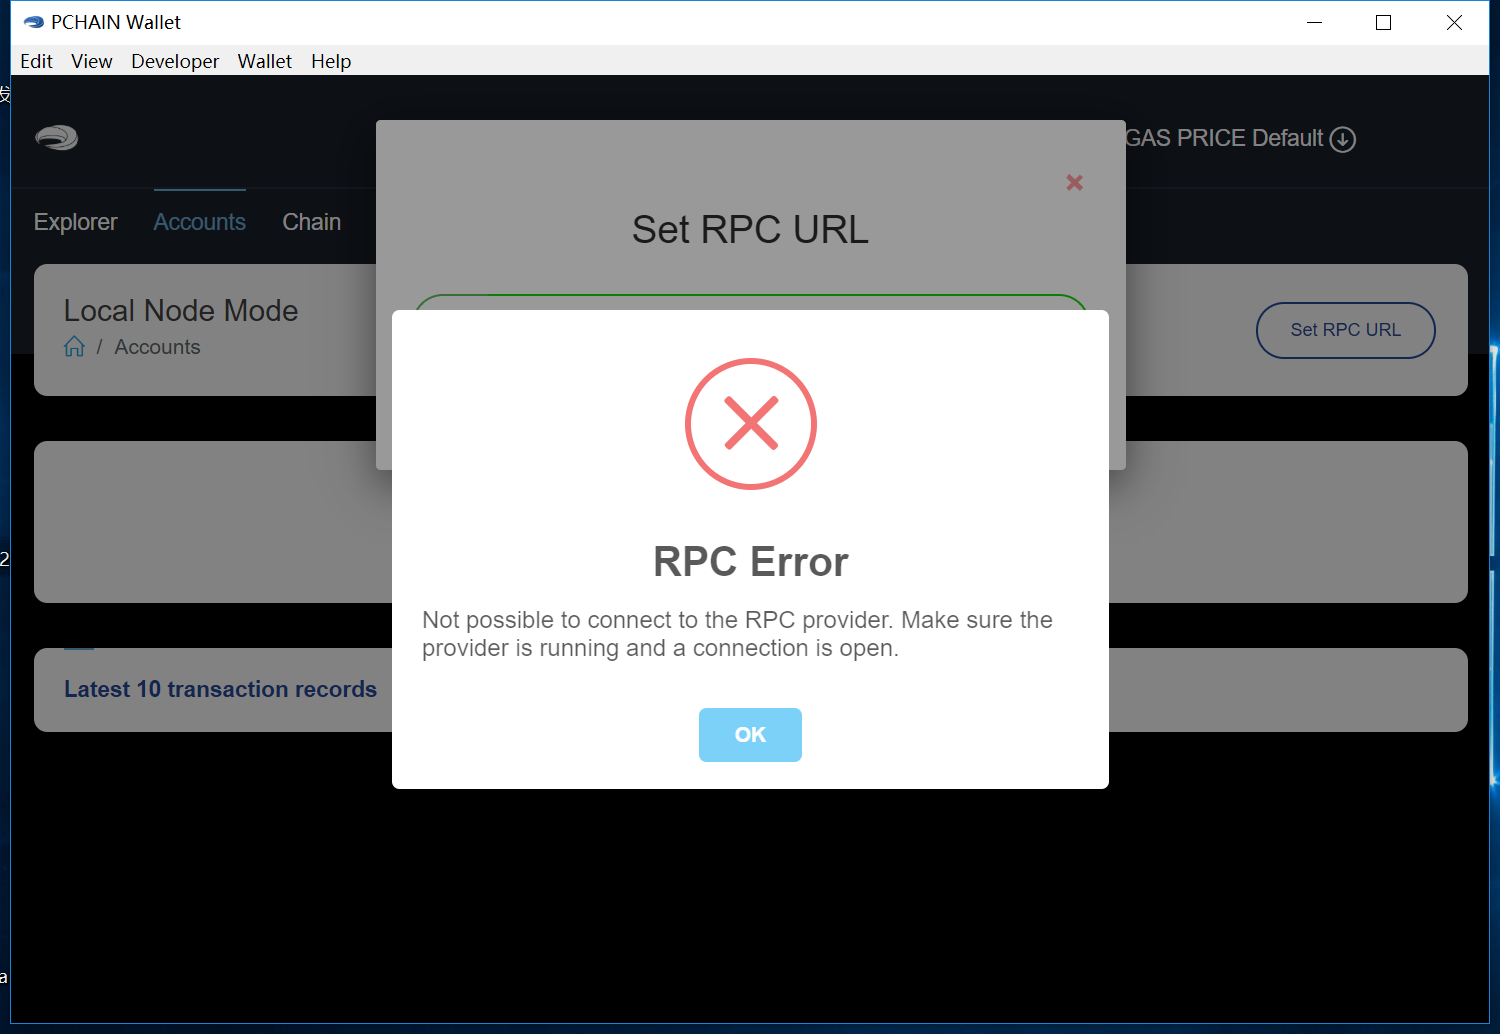 PCHAIN Wallet
Edit View Developer Wallet Help
GAS PRICE Default
Explorer Accounts Chain
Set RPC URL
Local Node Mode
/ Accounts
Set RPC URL
RPC Error
Not possible to connect to the RPC provider. Make sure the
provider is running and a connection is open.
OK
Latest 10 transaction records
发
2
a